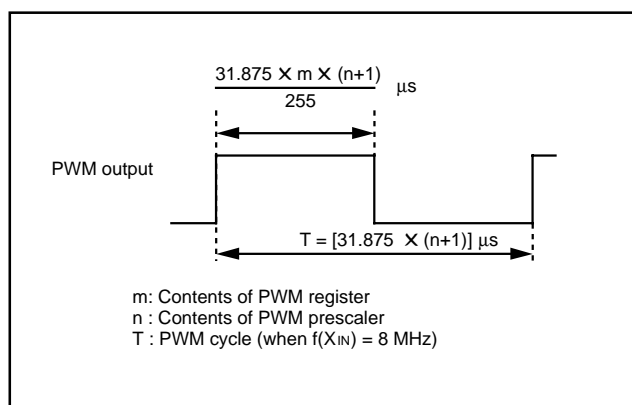 31.875 × m × (n+1)
255
μs
PWM output
T = [31.875 × (n+1)] μs
m: Contents of PWM register
n : Contents of PWM prescaler
T : PWM cycle (when f(XIN) = 8 MHz)